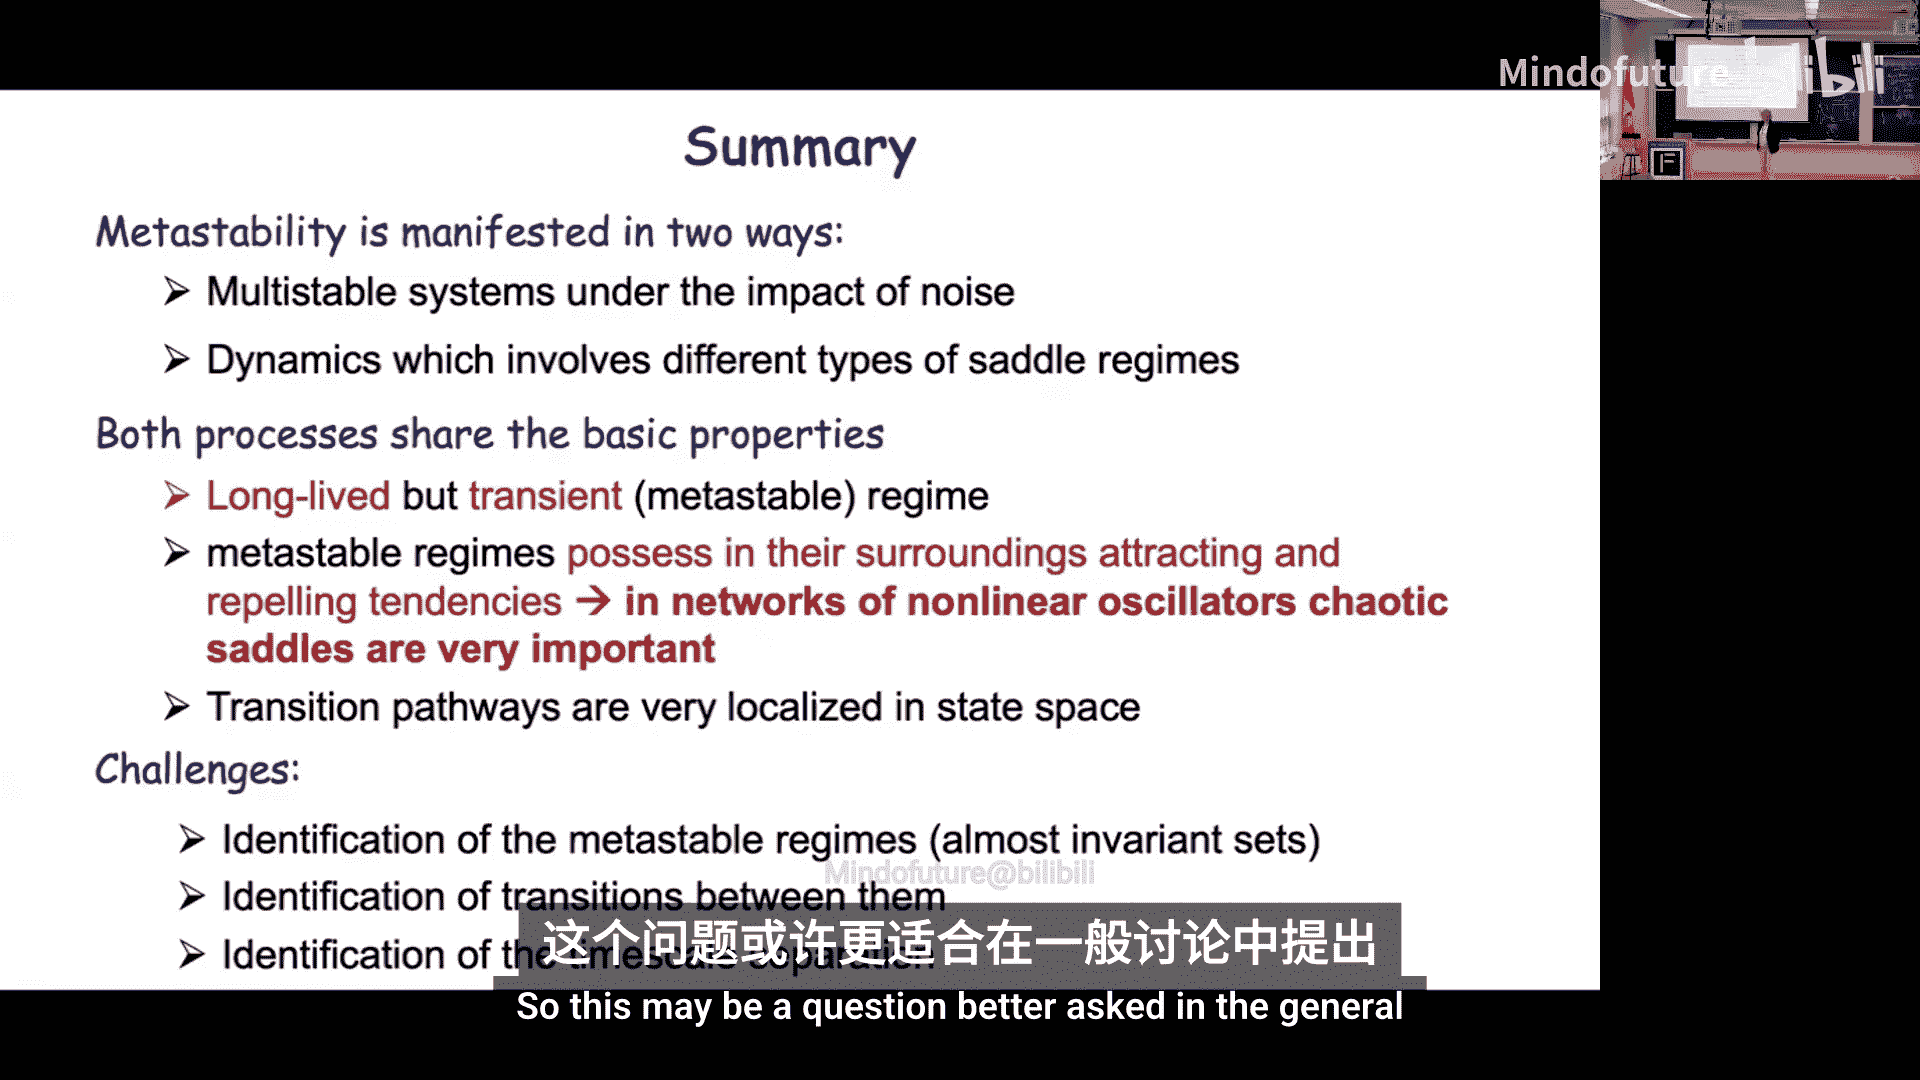 Mindofuture bilibili
Summary
Metastability is manifested in two ways:
➢ Multistable systems under the impact of noise
➢ Dynamics which involves different types of saddle regimes
Both processes share the basic properties
➢ Long-lived but transient (metastable) regime
➢ metastable regimes possess in their surroundings attracting and
repelling tendencies → in networks of nonlinear oscillators chaotic
saddles are very important
➢ Transition pathways are very localized in state space
Challenges:
➢ Identification of the metastable regimes (almost invariant sets)
Mindofuture@bilibili
➢ Identification of transitions between them
➢ Identification of the timescale separation
这个问题或许更适合在一般讨论中提出
So this may be a question better asked in the general